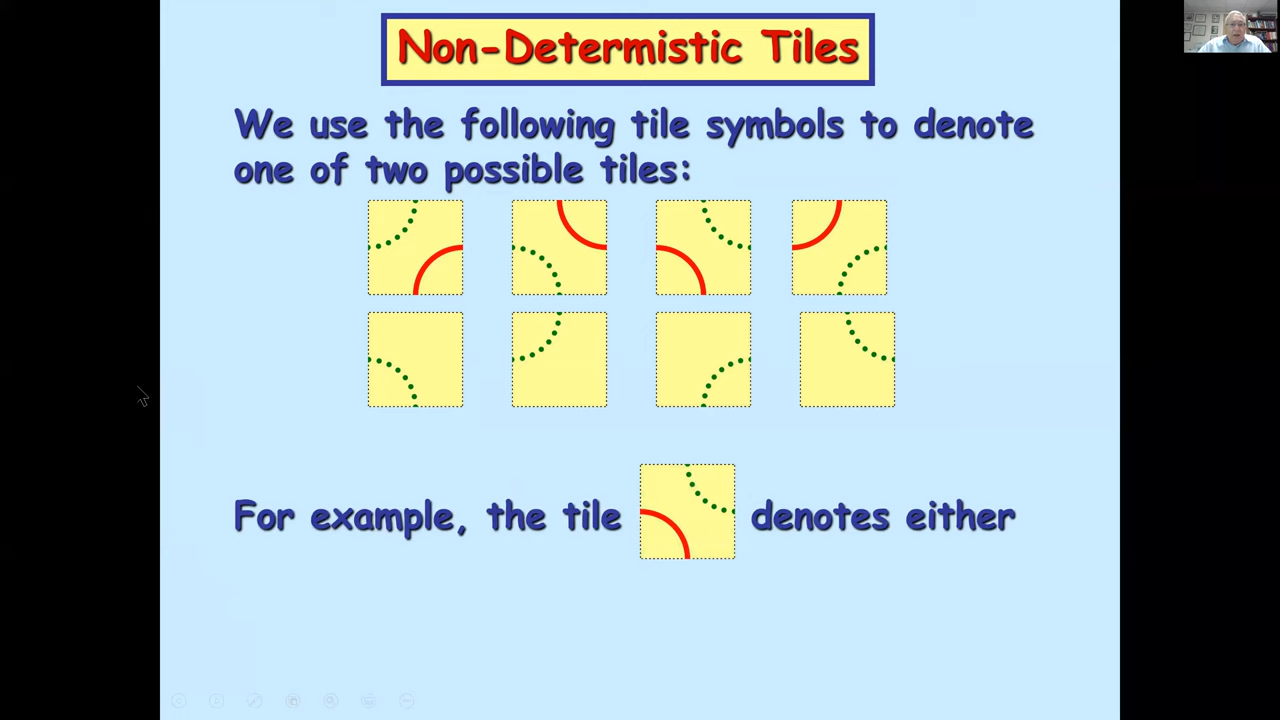 Non-Determistic Tiles
We use the following tile symbols to denote
one of two possible tiles:
For example, the tile denotes either